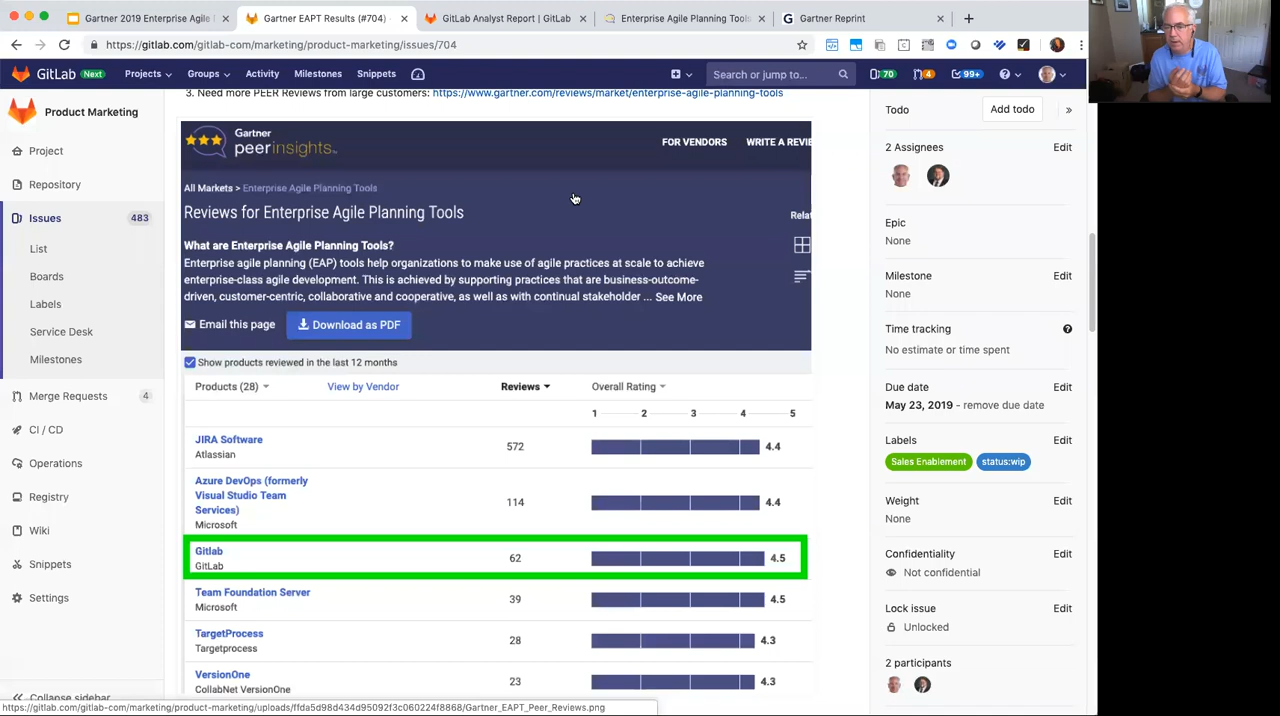 Gartner 2019 Enterprise Agile
Gartner EAPT Results (#704)
GitLab Analyst Report | GitLab
Enterprise Agile Planning Tools
Gartner Reprint
https://gitlab.com/gitlab-com/marketing/product-marketing/issues/704
GitLab Next Projects Groups Activity Milestones Snippets Search or jump to... 70 4 99+
Product Marketing
Project
Repository
Issues 483
List
Boards
Labels
Service Desk
Milestones
Merge Requests 4
CI / CD
Operations
Registry
Wiki
Snippets
Settings
Collapse sidebar
3. Need more PEER Reviews from large customers: https://www.gartner.com/reviews/market/enterprise-agile-planning-tools
Gartner
peerinsights™
FOR VENDORS WRITE A REVIE
All Markets > Enterprise Agile Planning Tools
Reviews for Enterprise Agile Planning Tools
Relat
What are Enterprise Agile Planning Tools?
Enterprise agile planning (EAP) tools help organizations to make use of agile practices at scale to achieve
enterprise-class agile development. This is achieved by supporting practices that are business-outcome-
driven, customer-centric, collaborative and cooperative, as well as with continual stakeholder ... See More
Email this page Download as PDF
Show products reviewed in the last 12 months
Products (28) View by Vendor Reviews Overall Rating
1 2 3 4 5
JIRA Software
Atlassian
572 4.4
Azure DevOps (formerly
Visual Studio Team
Services)
Microsoft
114 4.4
Gitlab
GitLab
62 4.5
Team Foundation Server
Microsoft
39 4.5
TargetProcess
Targetprocess
28 4.3
VersionOne
CollabNet VersionOne
23 4.3
Todo Add todo »
2 Assignees Edit
Epic
None
Milestone Edit
None
Time tracking
No estimate or time spent
Due date Edit
May 23, 2019 - remove due date
Labels Edit
Sales Enablement status:wip
Weight Edit
None
Confidentiality Edit
Not confidential
Lock issue Edit
Unlocked
2 participants
https://gitlab.com/gitlab-com/marketing/product-marketing/uploads/ffda5d98d434d95092f3c060224f8868/Gartner_EAPT_Peer_Reviews.png